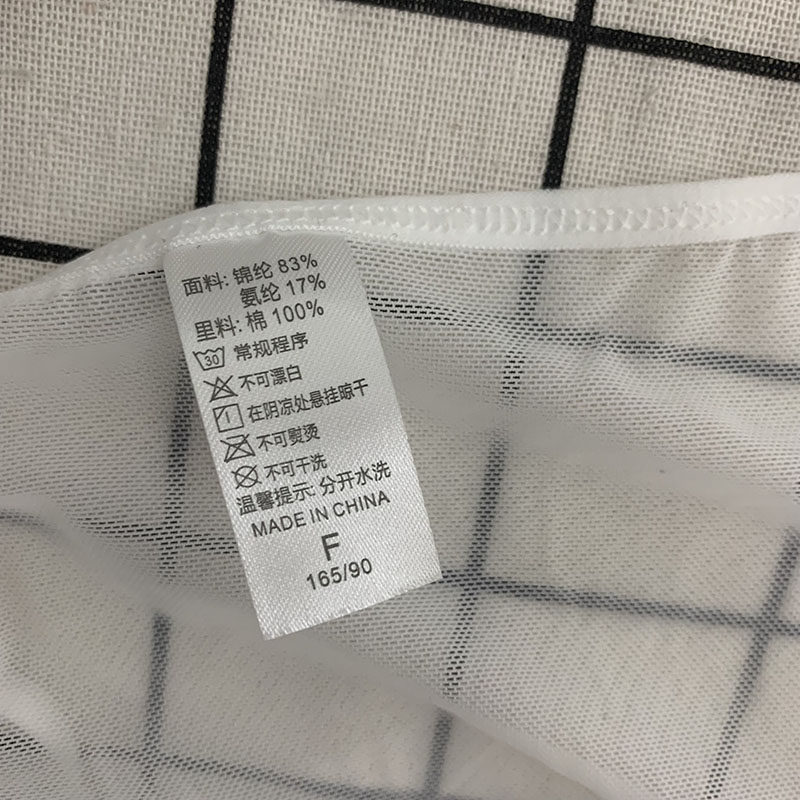 面料: 锦纶 83%
氨纶 17%
里料: 棉 100%
30 常规程序
不可漂白
在阴凉处悬挂晾干
不可熨烫
不可干洗
温馨提示: 分开水洗
MADE IN CHINA
F
165/90